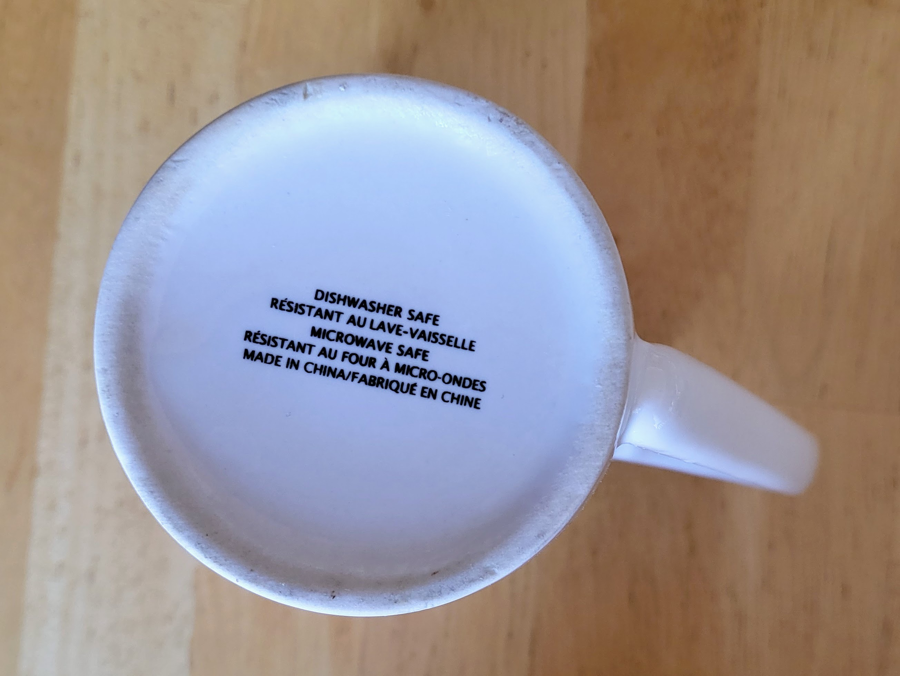 DISHWASHER SAFE
RÉSISTANT AU LAVE-VAISSELLE
MICROWAVE SAFE
RÉSISTANT AU FOUR À MICRO-ONDES
MADE IN CHINA/FABRIQUÉ EN CHINE